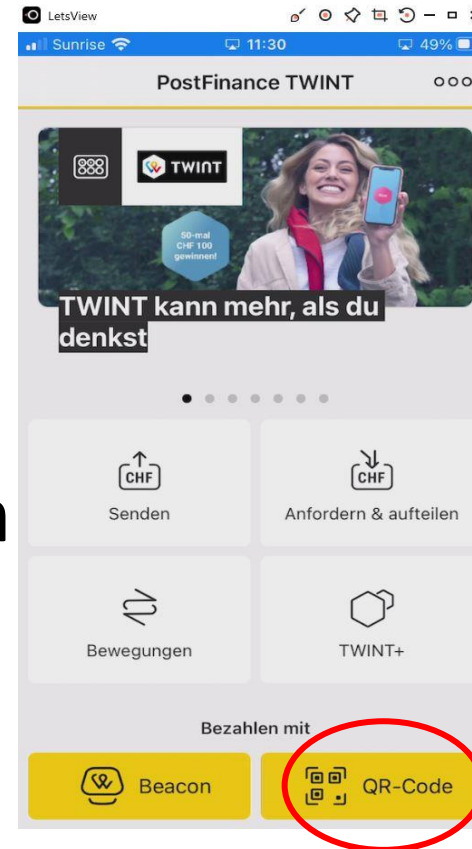 LetsView
Sunrise 11:30 49%
PostFinance TWINT
TWINT
50-mal
CHF 100
gewinnen!
TWINT kann mehr, als du
denkst
CHF CHF
Senden Anfordern & aufteilen
n
Bewegungen TWINT+
Bezahlen mit
Beacon QR-Code